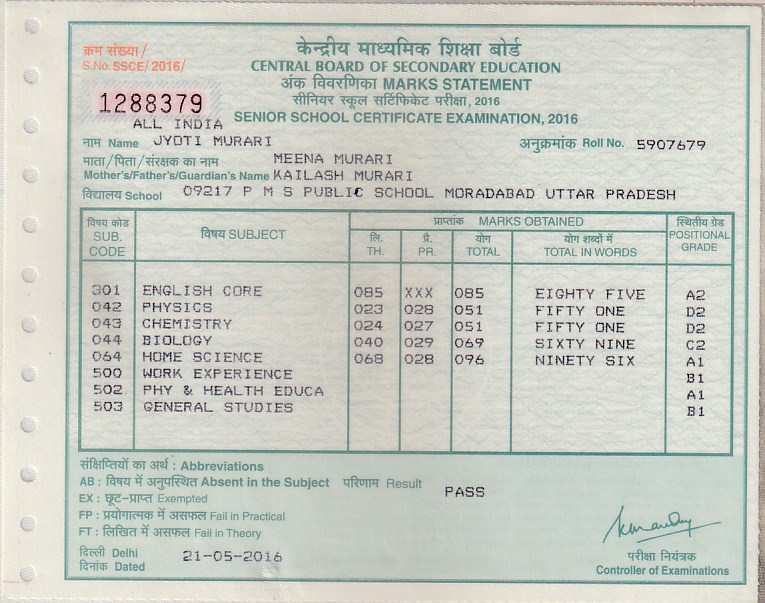 केन्द्रीय माध्यमिक शिक्षा बोर्ड
CENTRAL BOARD OF SECONDARY EDUCATION
अंक विवरणिका MARKS STATEMENT
सीनियर स्कूल सर्टिफिकेट परीक्षा, 2016
SENIOR SCHOOL CERTIFICATE EXAMINATION, 2016
क्रम संख्या/
S.No. SSCE/2016/
1288379
ALL INDIA
नाम Name JYOTI MURARI अनुक्रमांक Roll No. 5907679
माता/पिता/संरक्षक का नाम MEENA MURARI
Mother's/Father's/Guardian's Name KAILASH MURARI
विद्यालय School 09217 P M S PUBLIC SCHOOL MORADABAD UTTAR PRADESH
विषय कोड SUB. CODE
विषय SUBJECT
प्राप्तांक MARKS OBTAINED
लि. TH.
प्रै. PR.
योग TOTAL
योग शब्दों में TOTAL IN WORDS
स्थितीय ग्रेड POSITIONAL GRADE
301 ENGLISH CORE 085 XXX 085 EIGHTY FIVE A2
042 PHYSICS 023 028 051 FIFTY ONE D2
043 CHEMISTRY 024 027 051 FIFTY ONE D2
044 BIOLOGY 040 029 069 SIXTY NINE C2
064 HOME SCIENCE 068 028 096 NINETY SIX A1
500 WORK EXPERIENCE B1
502 PHY & HEALTH EDUCA A1
503 GENERAL STUDIES B1
संक्षिप्तियों का अर्थ : Abbreviations
AB : विषय में अनुपस्थित Absent in the Subject परिणाम Result PASS
EX : छूट-प्राप्त Exempted
FP : प्रयोगात्मक में असफल Fail in Practical
FT : लिखित में असफल Fail in Theory
दिल्ली Delhi
दिनांक Dated 21-05-2016
परीक्षा नियंत्रक
Controller of Examinations